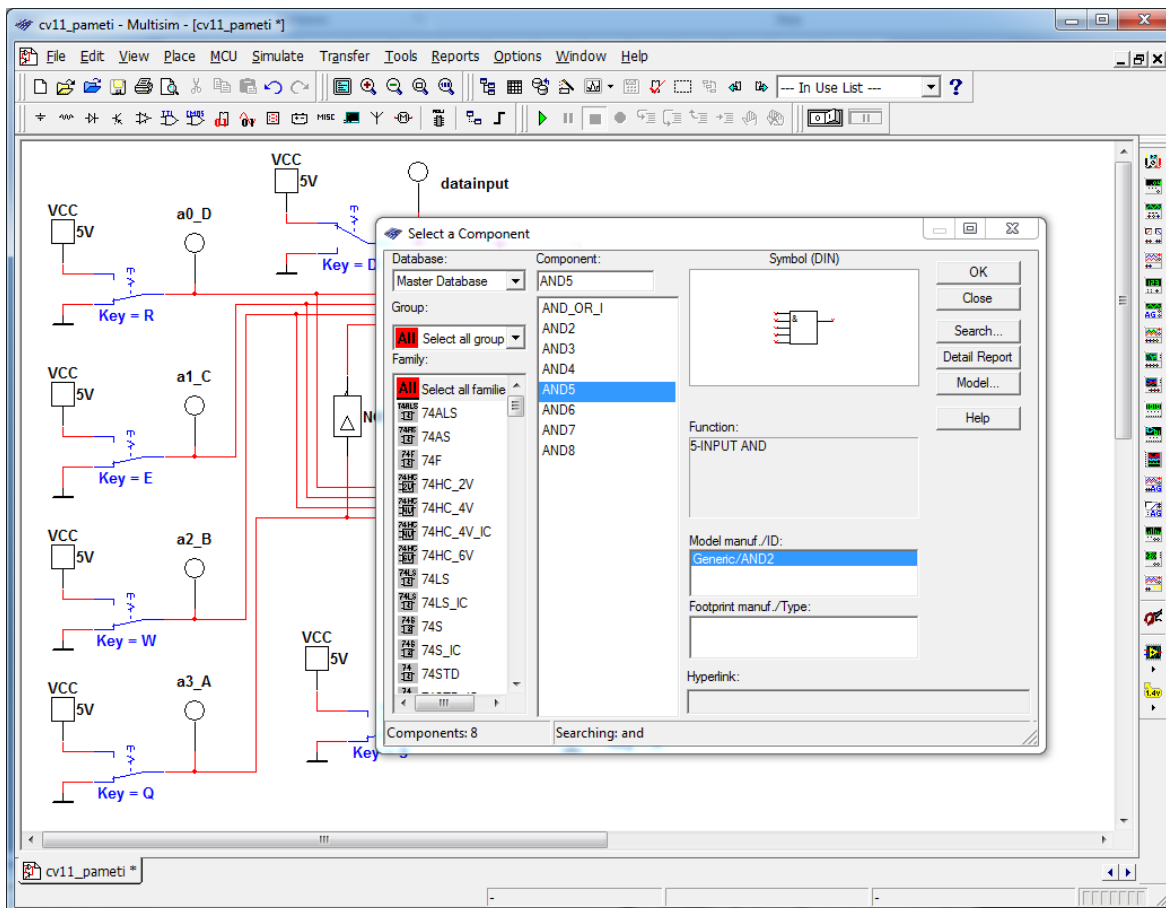 cv11_pameti - Multisim - [cv11_pameti *]
File Edit View Place MCU Simulate Transfer Tools Reports Options Window Help
--- In Use List ---
VCC
5V
datainput
Key = D
VCC
5V
a0_D
Key = R
VCC
5V
a1_C
Key = E
VCC
5V
a2_B
Key = W
VCC
5V
a3_A
Key = Q
VCC
5V
Select a Component
Database:
Master Database
Group:
All Select all group
Family:
All Select all familie
74ALS
74AS
74F
74HC_2V
74HC_4V
74HC_4V_IC
74HC_6V
74LS
74LS_IC
74S
74S_IC
74STD
Component:
AND5
AND_OR_I
AND2
AND3
AND4
AND5
AND6
AND7
AND8
Symbol (DIN)
&
Function:
5-INPUT AND
Model manuf./ID:
Generic/AND2
Footprint manuf./Type:
Hyperlink:
OK
Close
Search...
Detail Report
Model...
Help
Components: 8
Searching: and
cv11_pameti *